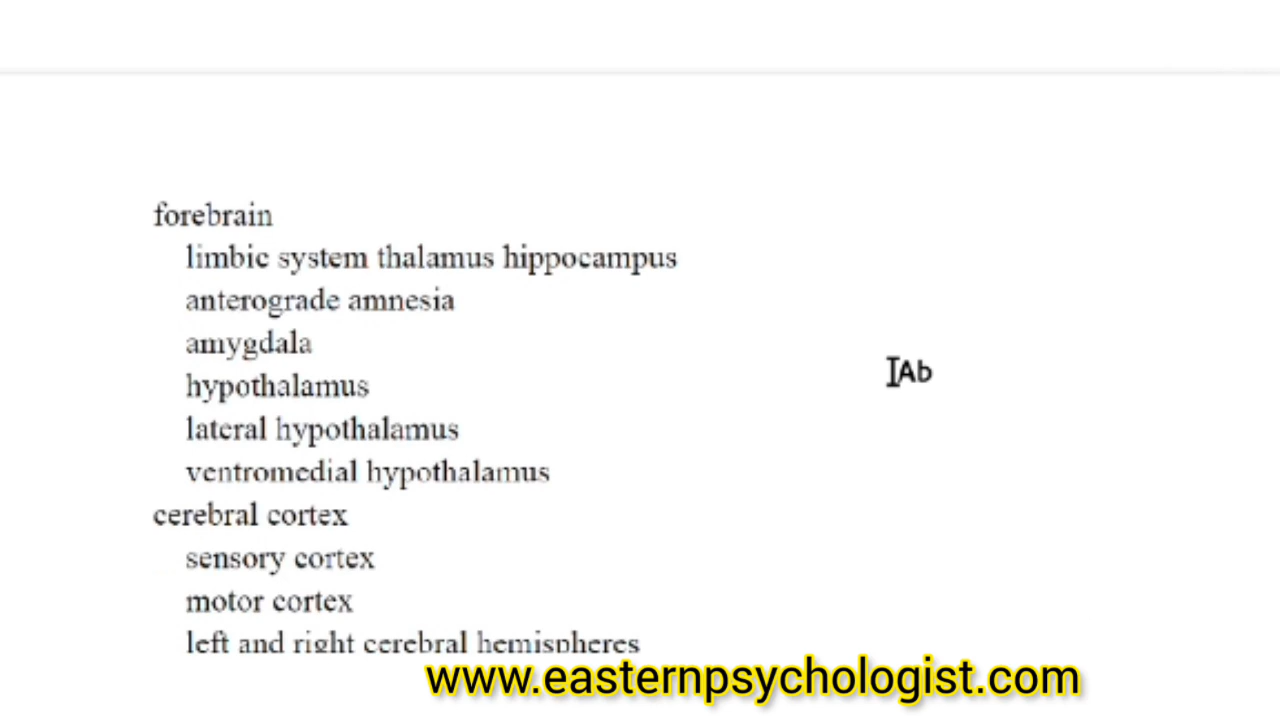 forebrain
limbic system thalamus hippocampus
anterograde amnesia
amygdala
hypothalamus
Ab
lateral hypothalamus
ventromedial hypothalamus
cerebral cortex
sensory cortex
motor cortex
left and right cerebral hemispheres
www.easternpsychologist.com